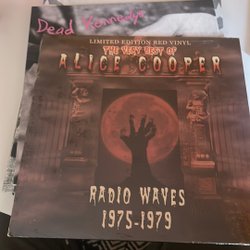 Dead Kennedys
LIMITED EDITION RED VINYL
THE VERY BEST OF
ALICE COOPER
RADIO WAVES
1975-1979